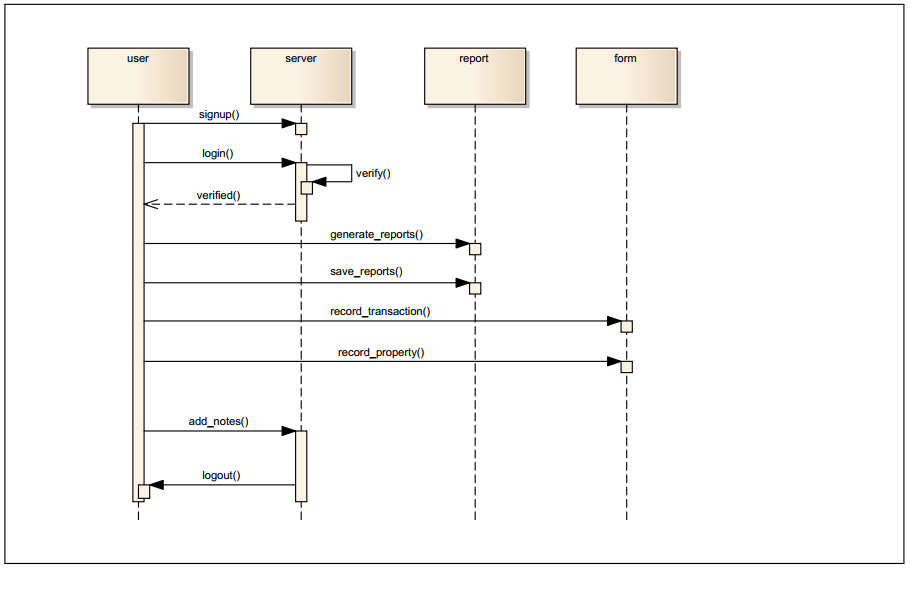 user
server
report
form
signup()
login()
verify()
verified()
generate_reports()
save_reports()
record_transaction()
record_property()
add_notes()
logout()